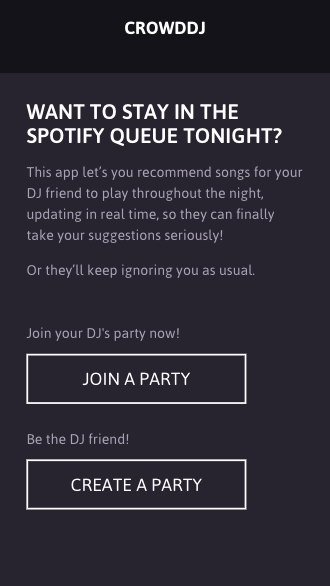 CROWDDJ
WANT TO STAY IN THE
SPOTIFY QUEUE TONIGHT?
This app let's you recommend songs for your
DJ friend to play throughout the night,
updating in real time, so they can finally
take your suggestions seriously!
Or they'll keep ignoring you as usual.
Join your DJ's party now!
JOIN A PARTY
Be the DJ friend!
CREATE A PARTY